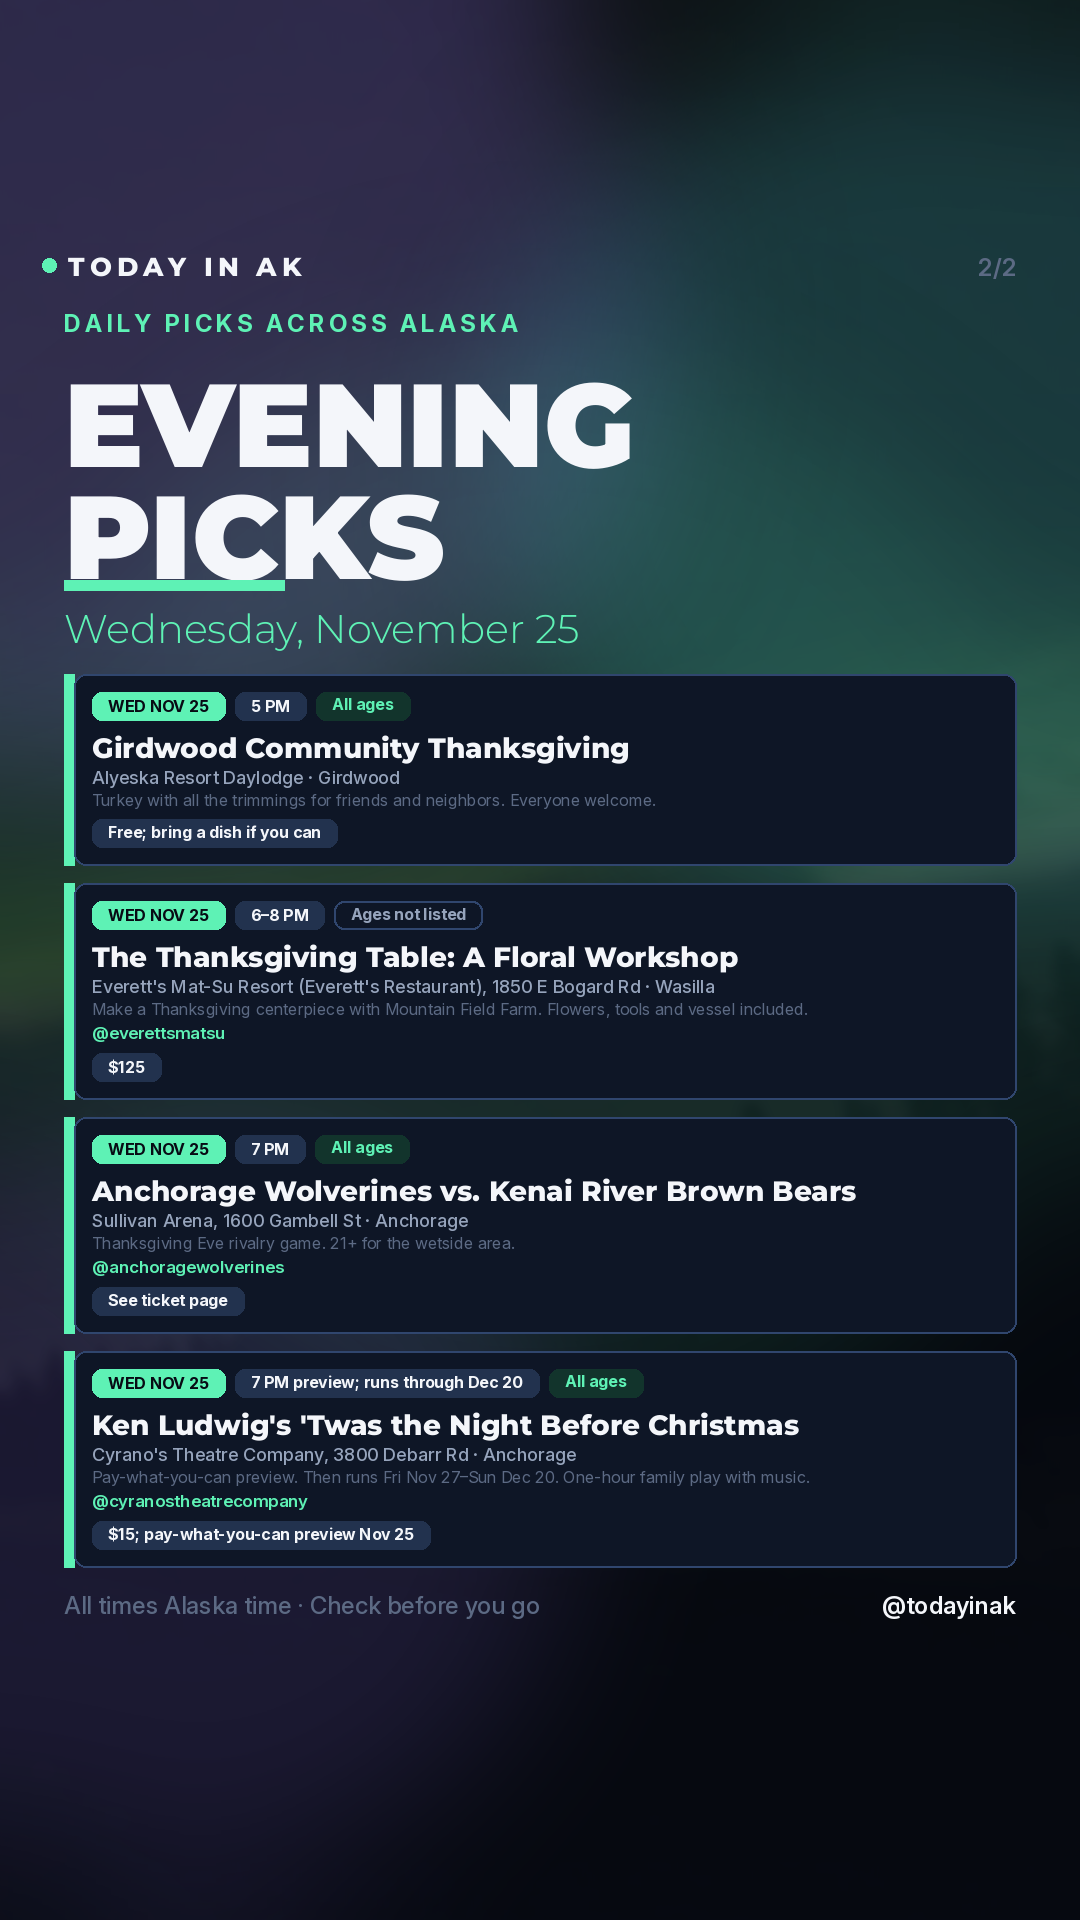 TODAY IN AK
2/2
DAILY PICKS ACROSS ALASKA
EVENING
PICKS
Wednesday, November 25
WED NOV 25 5 PM All ages
Girdwood Community Thanksgiving
Alyeska Resort Daylodge · Girdwood
Turkey with all the trimmings for friends and neighbors. Everyone welcome.
Free; bring a dish if you can
WED NOV 25 6–8 PM Ages not listed
The Thanksgiving Table: A Floral Workshop
Everett's Mat-Su Resort (Everett's Restaurant), 1850 E Bogard Rd · Wasilla
Make a Thanksgiving centerpiece with Mountain Field Farm. Flowers, tools and vessel included.
@everettsmatsu
$125
WED NOV 25 7 PM All ages
Anchorage Wolverines vs. Kenai River Brown Bears
Sullivan Arena, 1600 Gambell St · Anchorage
Thanksgiving Eve rivalry game. 21+ for the wetside area.
@anchoragewolverines
See ticket page
WED NOV 25 7 PM preview; runs through Dec 20 All ages
Ken Ludwig's 'Twas the Night Before Christmas
Cyrano's Theatre Company, 3800 Debarr Rd · Anchorage
Pay-what-you-can preview. Then runs Fri Nov 27–Sun Dec 20. One-hour family play with music.
@cyranostheatrecompany
$15; pay-what-you-can preview Nov 25
All times Alaska time · Check before you go
@todayinak